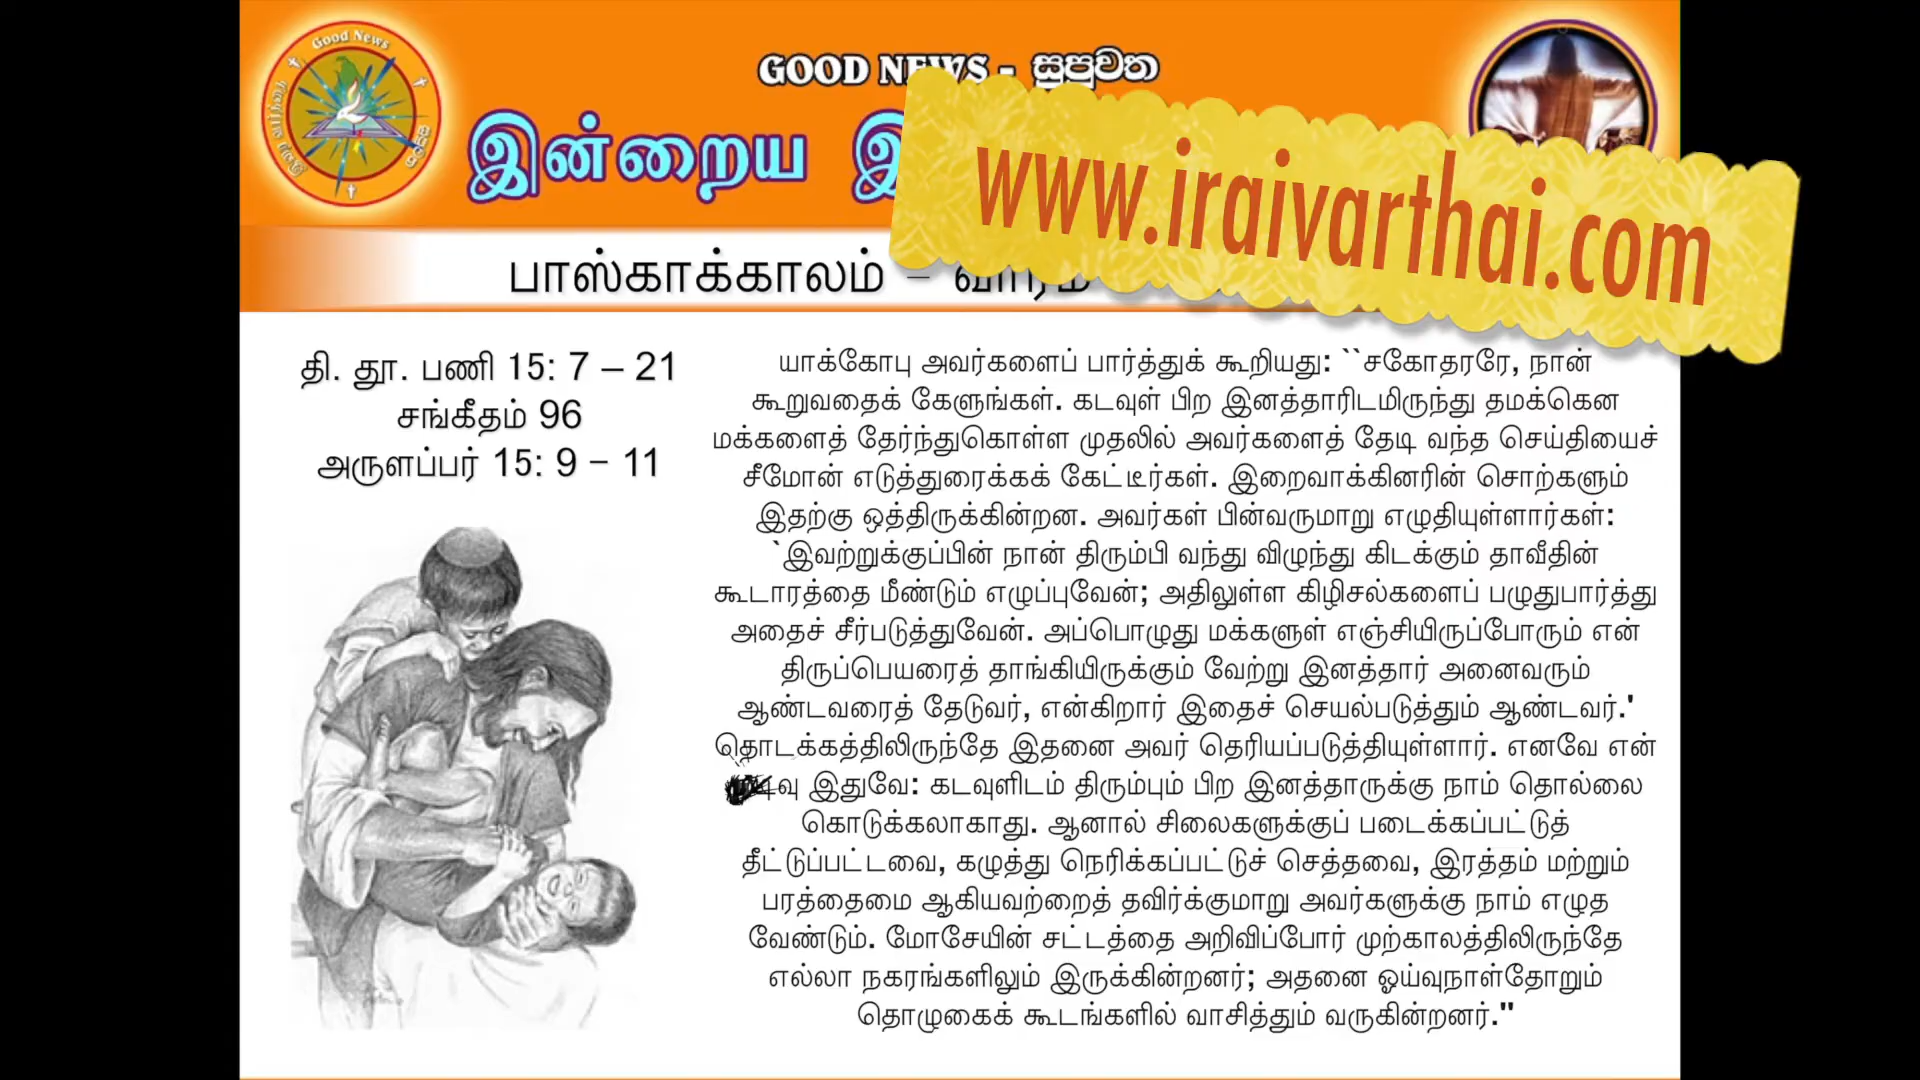 Good News
GOOD NEWS - සුපුවත
www.iraivarthai.com
இன்றைய
பாஸ்காக்காலம் – வாரம்
தி. தூ. பணி 15: 7 – 21
சங்கீதம் 96
அருளப்பர் 15: 9 – 11
யாக்கோபு அவர்களைப் பார்த்துக் கூறியது: ``சகோதரரே, நான்
கூறுவதைக் கேளுங்கள். கடவுள் பிற இனத்தாரிடமிருந்து தமக்கென
மக்களைத் தேர்ந்துகொள்ள முதலில் அவர்களைத் தேடி வந்த செய்தியைச்
சீமோன் எடுத்துரைக்கக் கேட்டீர்கள். இறைவாக்கினரின் சொற்களும்
இதற்கு ஒத்திருக்கின்றன. அவர்கள் பின்வருமாறு எழுதியுள்ளார்கள்:
`இவற்றுக்குப்பின் நான் திரும்பி வந்து விழுந்து கிடக்கும் தாவீதின்
கூடாரத்தை மீண்டும் எழுப்புவேன்; அதிலுள்ள கிழிசல்களைப் பழுதுபார்த்து
அதைச் சீர்படுத்துவேன். அப்பொழுது மக்களுள் எஞ்சியிருப்போரும் என்
திருப்பெயரைத் தாங்கியிருக்கும் வேற்று இனத்தார் அனைவரும்
ஆண்டவரைத் தேடுவர், என்கிறார் இதைச் செயல்படுத்தும் ஆண்டவர்.'
தொடக்கத்திலிருந்தே இதனை அவர் தெரியப்படுத்தியுள்ளார். எனவே என்
இதுவே: கடவுளிடம் திரும்பும் பிற இனத்தாருக்கு நாம் தொல்லை
கொடுக்கலாகாது. ஆனால் சிலைகளுக்குப் படைக்கப்பட்டுத்
தீட்டுப்பட்டவை, கழுத்து நெரிக்கப்பட்டுச் செத்தவை, இரத்தம் மற்றும்
பரத்தைமை ஆகியவற்றைத் தவிர்க்குமாறு அவர்களுக்கு நாம் எழுத
வேண்டும். மோசேயின் சட்டத்தை அறிவிப்போர் முற்காலத்திலிருந்தே
எல்லா நகரங்களிலும் இருக்கின்றனர்; அதனை ஓய்வுநாள்தோறும்
தொழுகைக் கூடங்களில் வாசித்தும் வருகின்றனர்."